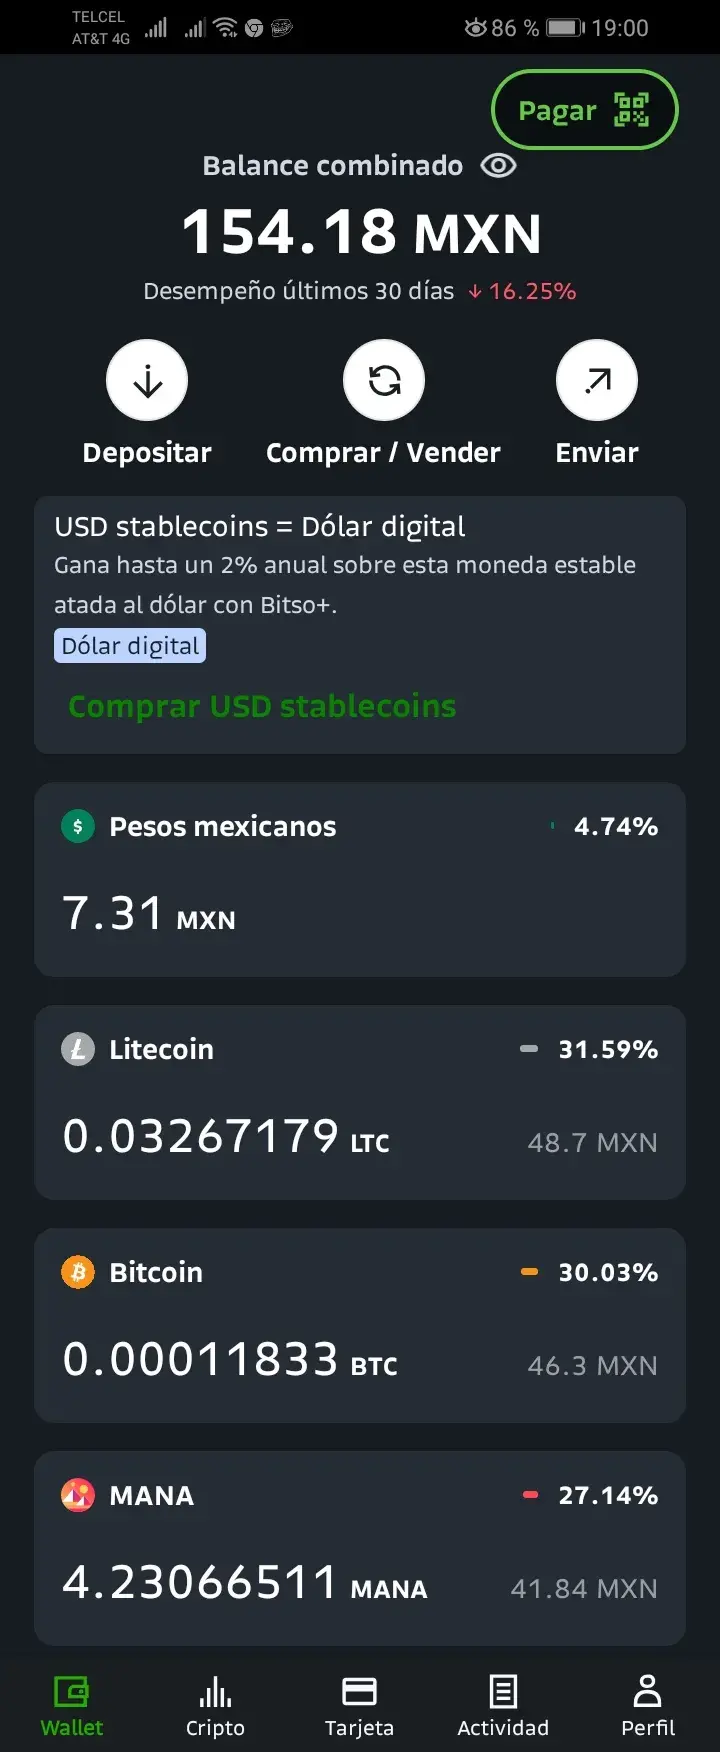 TELCEL
AT&T 4G
86 %
19:00
Pagar
Balance combinado
154.18 MXN
Desempeño últimos 30 días ↓ 16.25%
Depositar
Comprar / Vender
Enviar
USD stablecoins = Dólar digital
Gana hasta un 2% anual sobre esta moneda estable
atada al dólar con Bitso+.
Dólar digital
Comprar USD stablecoins
Pesos mexicanos
4.74%
7.31 MXN
Litecoin
31.59%
0.03267179 LTC
48.7 MXN
Bitcoin
30.03%
0.00011833 BTC
46.3 MXN
MANA
27.14%
4.23066511 MANA
41.84 MXN
Wallet
Cripto
Tarjeta
Actividad
Perfil